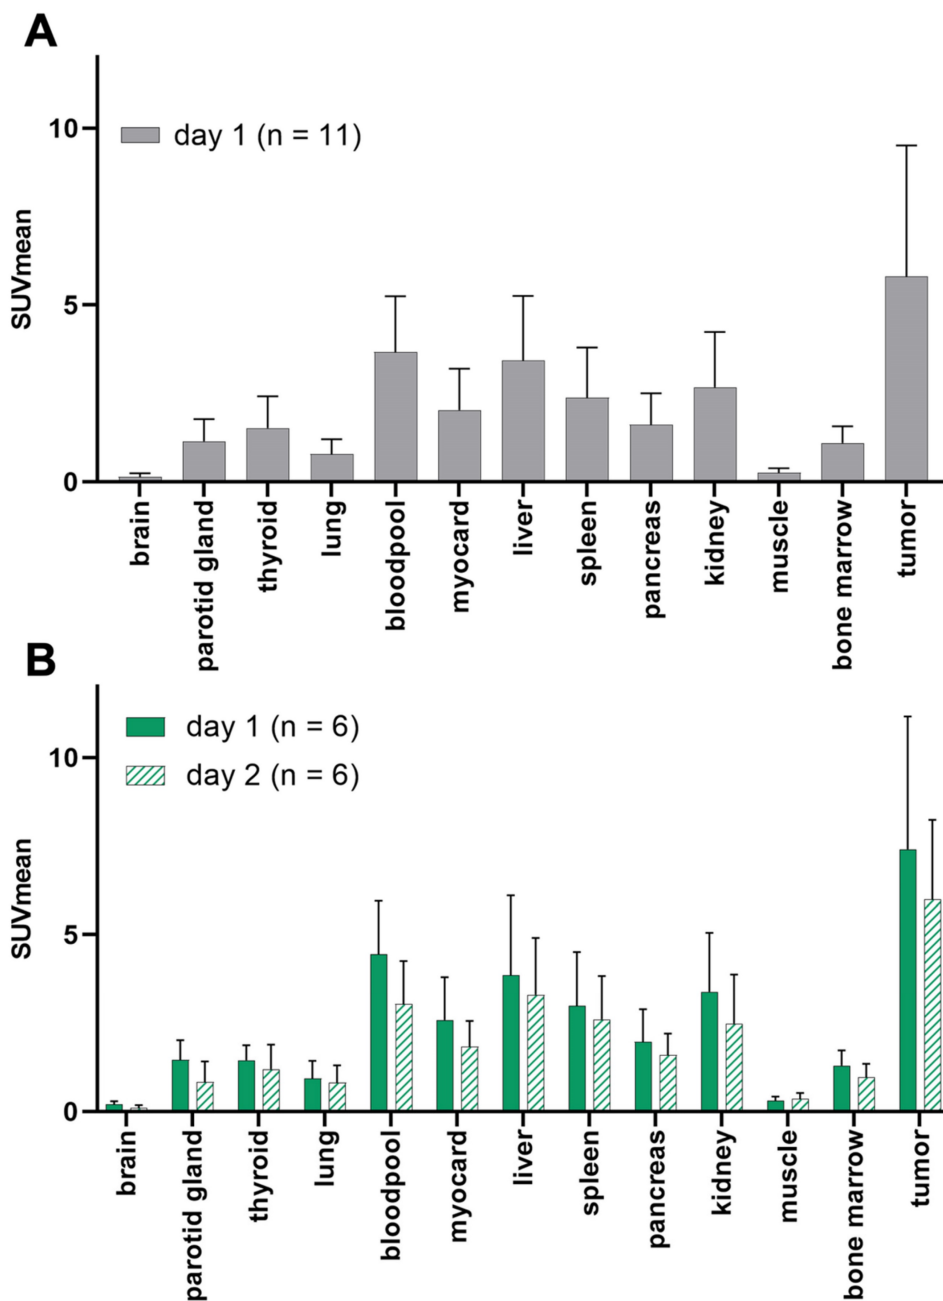 A
10
5
0
SUVmean
day 1 (n = 11)
brain
parotid gland
thyroid
lung
bloodpool
myocard
liver
spleen
pancreas
kidney
muscle
bone marrow
tumor
B
10
5
0
SUVmean
day 1 (n = 6)
day 2 (n = 6)
brain
parotid gland
thyroid
lung
bloodpool
myocard
liver
spleen
pancreas
kidney
muscle
bone marrow
tumor